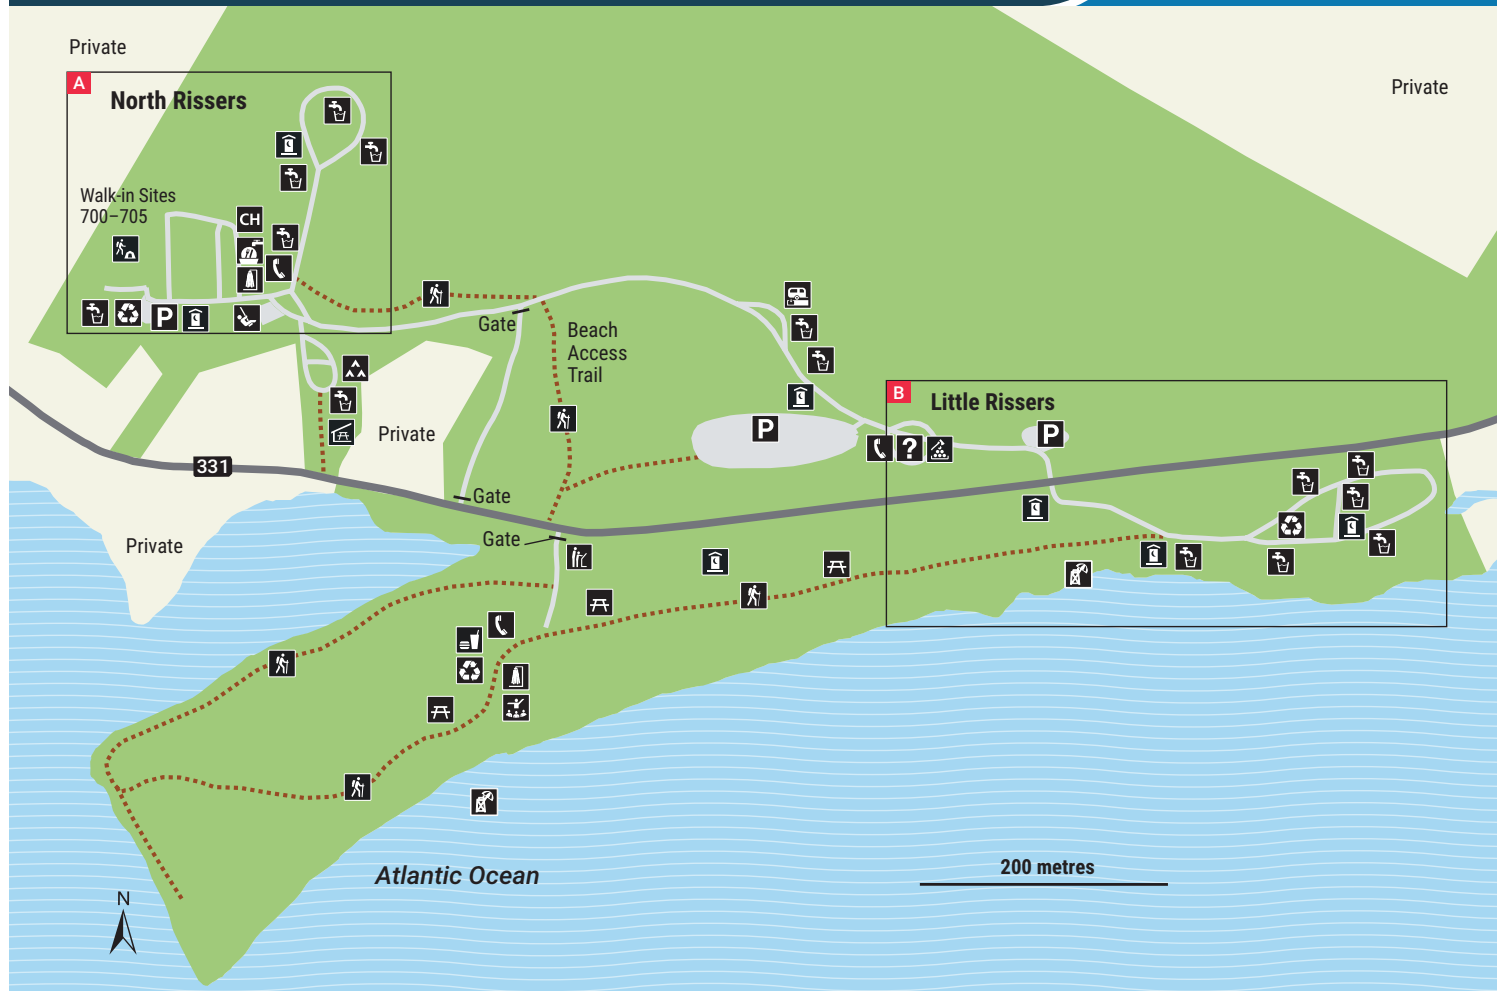 Private
Private
A
North Rissers
Walk-in Sites
700–705
CH
P
Gate
Beach
Access
Trail
B
Little Rissers
P
P
?
Private
331
Gate
Gate
Private
Atlantic Ocean
200 metres
N